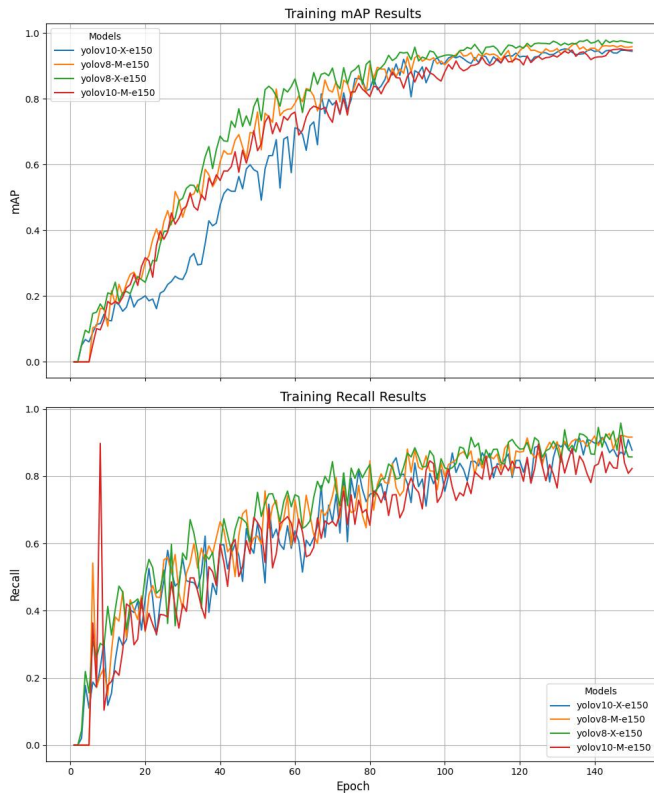 Training mAP Results
1.0
0.8
0.6
0.4
0.2
0.0
mAP
Models
yolov10-X-e150
yolov8-M-e150
yolov8-X-e150
yolov10-M-e150
Training Recall Results
1.0
0.8
0.6
0.4
0.2
0.0
Recall
Models
yolov10-X-e150
yolov8-M-e150
yolov8-X-e150
yolov10-M-e150
0
20
40
60
80
100
120
140
Epoch